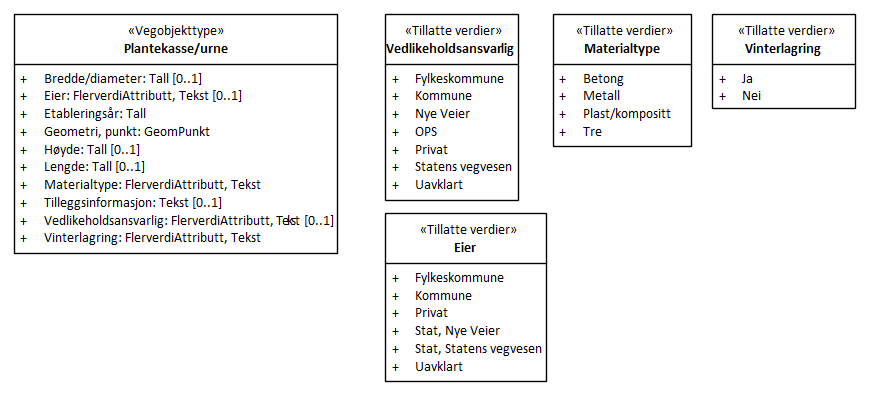 «Vegobjekttype»
Plantekasse/urne
+ Bredde/diameter: Tall [0..1]
+ Eier: FlerverdiAttributt, Tekst [0..1]
+ Etableringsår: Tall
+ Geometri, punkt: GeomPunkt
+ Høyde: Tall [0..1]
+ Lengde: Tall [0..1]
+ Materialtype: FlerverdiAttributt, Tekst
+ Tilleggsinformasjon: Tekst [0..1]
+ Vedlikeholdsansvarlig: FlerverdiAttributt, Tekst [0..1]
+ Vinterlagring: FlerverdiAttributt, Tekst
«Tillatte verdier»
Vedlikeholdsansvarlig
+ Fylkeskommune
+ Kommune
+ Nye Veier
+ OPS
+ Privat
+ Statens vegvesen
+ Uavklart
«Tillatte verdier»
Materialtype
+ Betong
+ Metall
+ Plast/kompositt
+ Tre
«Tillatte verdier»
Vinterlagring
+ Ja
+ Nei
«Tillatte verdier»
Eier
+ Fylkeskommune
+ Kommune
+ Privat
+ Stat, Nye Veier
+ Stat, Statens vegvesen
+ Uavklart